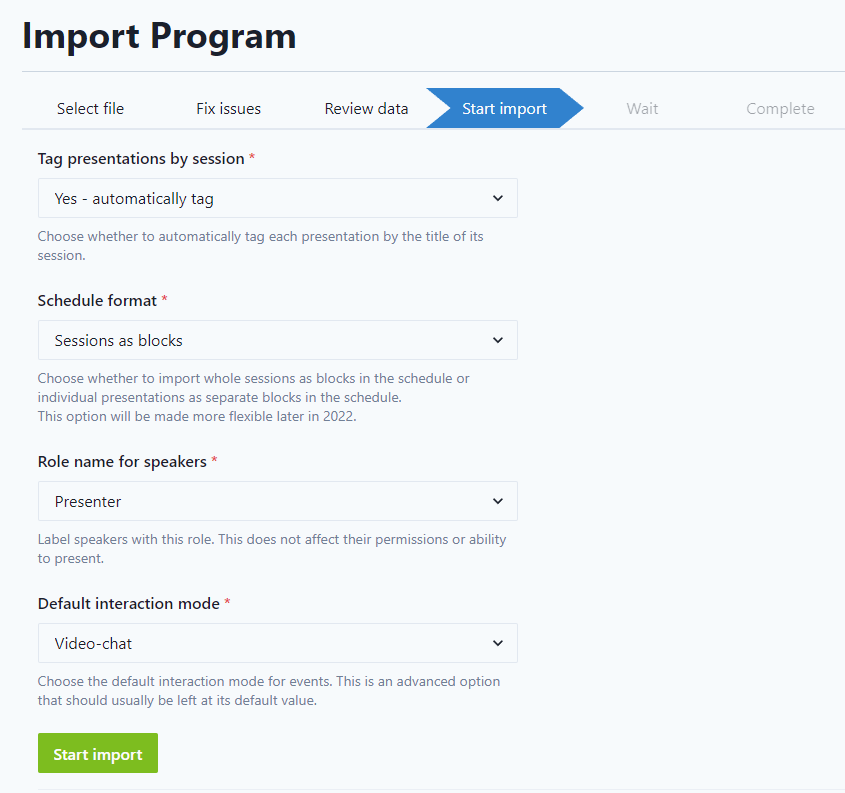 Import Program
Select file Fix issues Review data Start import Wait Complete
Tag presentations by session *
Yes - automatically tag
Choose whether to automatically tag each presentation by the title of its
session.
Schedule format *
Sessions as blocks
Choose whether to import whole sessions as blocks in the schedule or
individual presentations as separate blocks in the schedule.
This option will be made more flexible later in 2022.
Role name for speakers *
Presenter
Label speakers with this role. This does not affect their permissions or ability
to present.
Default interaction mode *
Video-chat
Choose the default interaction mode for events. This is an advanced option
that should usually be left at its default value.
Start import